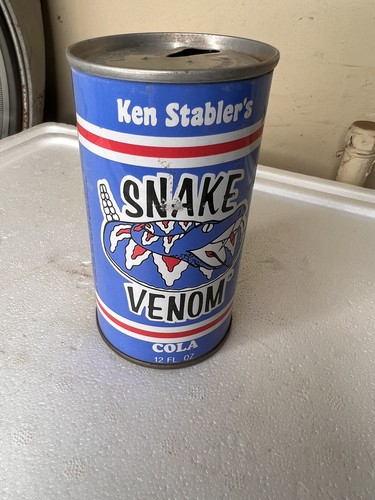 Ken Stabler's
SNAKE
VENOM
COLA
12 FL. OZ